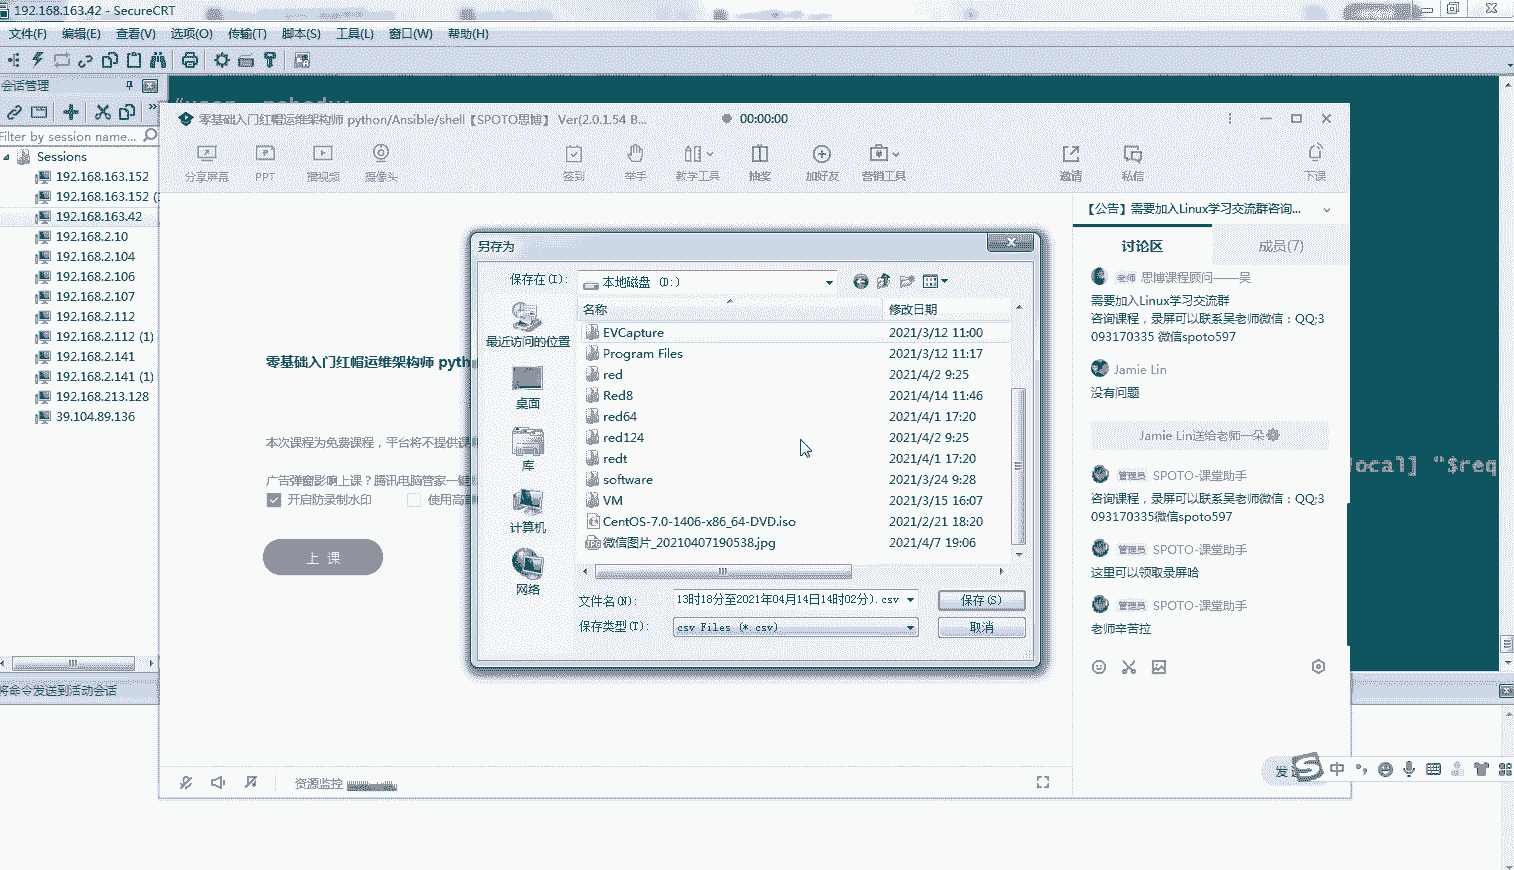 192.168.163.42 - SecureCRT
文件(F) 编辑(E) 查看(V) 选项(O) 传输(T) 脚本(S) 工具(L) 窗口(W) 帮助(H)
会话管理
Filter by session name...
Sessions
192.168.163.152
192.168.163.152 (
192.168.163.42
192.168.2.10
192.168.2.104
192.168.2.106
192.168.2.107
192.168.2.112
192.168.2.112 (1)
192.168.2.141
192.168.2.141 (1)
192.168.213.128
39.104.89.136
将命令发送到活动会话
零基础入门红帽运维架构师 python/Ansible/shell【SPOTO思博】 Ver(2.0.1.54 B...
00:00:00
分享屏幕 PPT 播视频 摄像头 签到 举手 教学工具 抽奖 加好友 营销工具 邀请 私信 下课
零基础入门红帽运维架构师 pyth
本次课程为免费课程，平台将不提供课
广告弹窗影响上课？腾讯电脑管家一键
开启防录制水印 使用高
上 课
资源监控
另存为
保存在(I): 本地磁盘 (D:)
名称 修改日期
EVCapture 2021/3/12 11:00
Program Files 2021/3/12 11:17
red 2021/4/2 9:25
Red8 2021/4/14 11:46
red64 2021/4/1 17:20
red124 2021/4/2 9:25
redt 2021/4/1 17:20
software 2021/3/24 9:28
VM 2021/3/15 16:07
CentOS-7.0-1406-x86_64-DVD.iso 2021/2/21 18:20
微信图片_20210407190538.jpg 2021/4/7 19:06
最近访问的位置
桌面
库
计算机
网络
文件名(N): 13时18分至2021年04月14日14时02分).csv 保存(S)
保存类型(T): csv Files (*.csv) 取消
【公告】需要加入Linux学习交流群咨询...
讨论区 成员(7)
老师 思博课程顾问——吴
需要加入Linux学习交流群
咨询课程，录屏可以联系吴老师微信：QQ;3
093170335 微信spoto597
Jamie Lin
没有问题
Jamie Lin送给老师一朵
管理员 SPOTO-课堂助手
咨询课程，录屏可以联系吴老师微信：QQ;3
093170335微信spoto597
管理员 SPOTO-课堂助手
这里可以领取录屏哈
管理员 SPOTO-课堂助手
老师辛苦拉
local] "$req
发
中